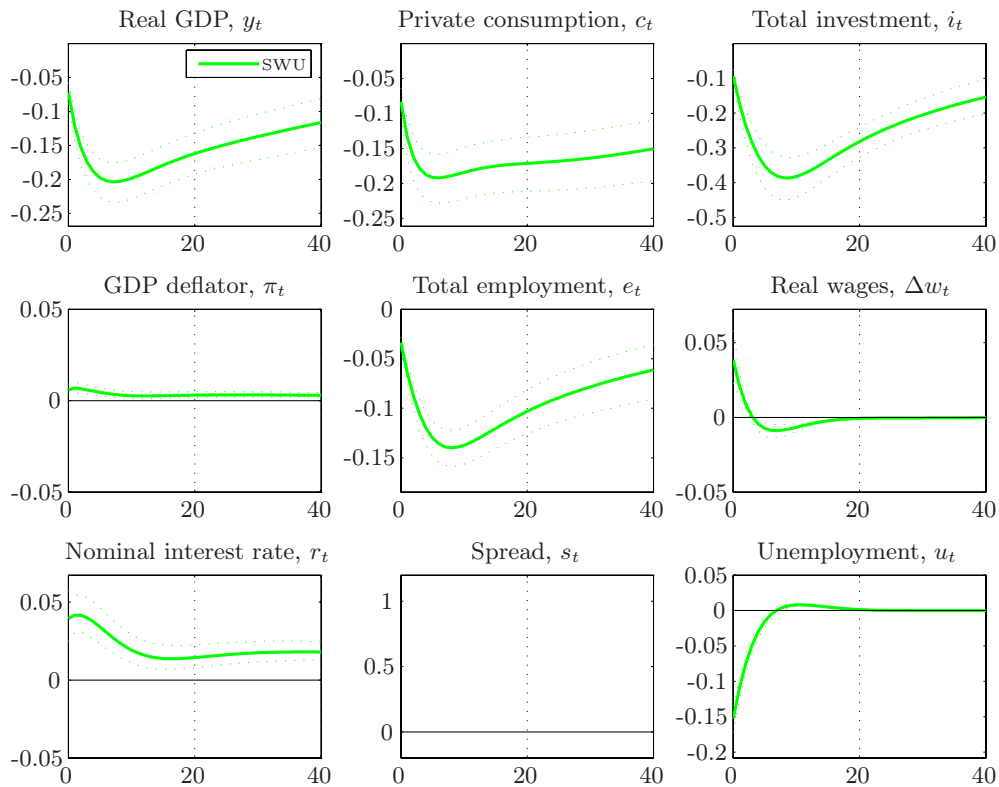 Real GDP, y_t
Private consumption, c_t
Total investment, i_t
SWU
-0.05
-0.1
-0.15
-0.2
-0.25
0 20 40
-0.05
-0.1
-0.15
-0.2
-0.25
0 20 40
-0.1
-0.2
-0.3
-0.4
-0.5
0 20 40
GDP deflator, π_t
Total employment, e_t
Real wages, Δw_t
0.05
0
-0.05
0 20 40
0
-0.05
-0.1
-0.15
0 20 40
0.05
0
-0.05
0 20 40
Nominal interest rate, r_t
Spread, s_t
Unemployment, u_t
0.05
0
-0.05
0 20 40
1
0.5
0
0 20 40
0.05
0
-0.05
-0.1
-0.15
-0.2
0 20 40